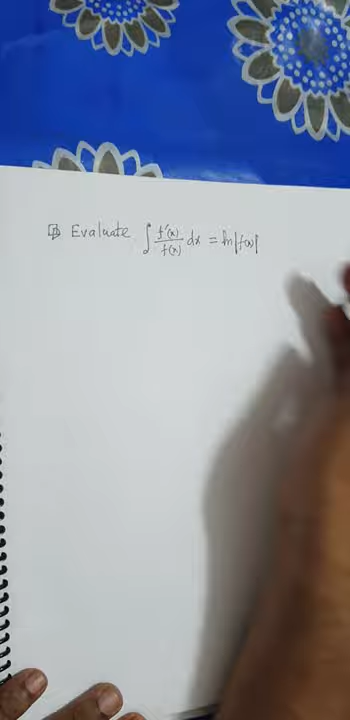 Evaluate ∫ f'(x)/f(x) dx = ln|f(x)|